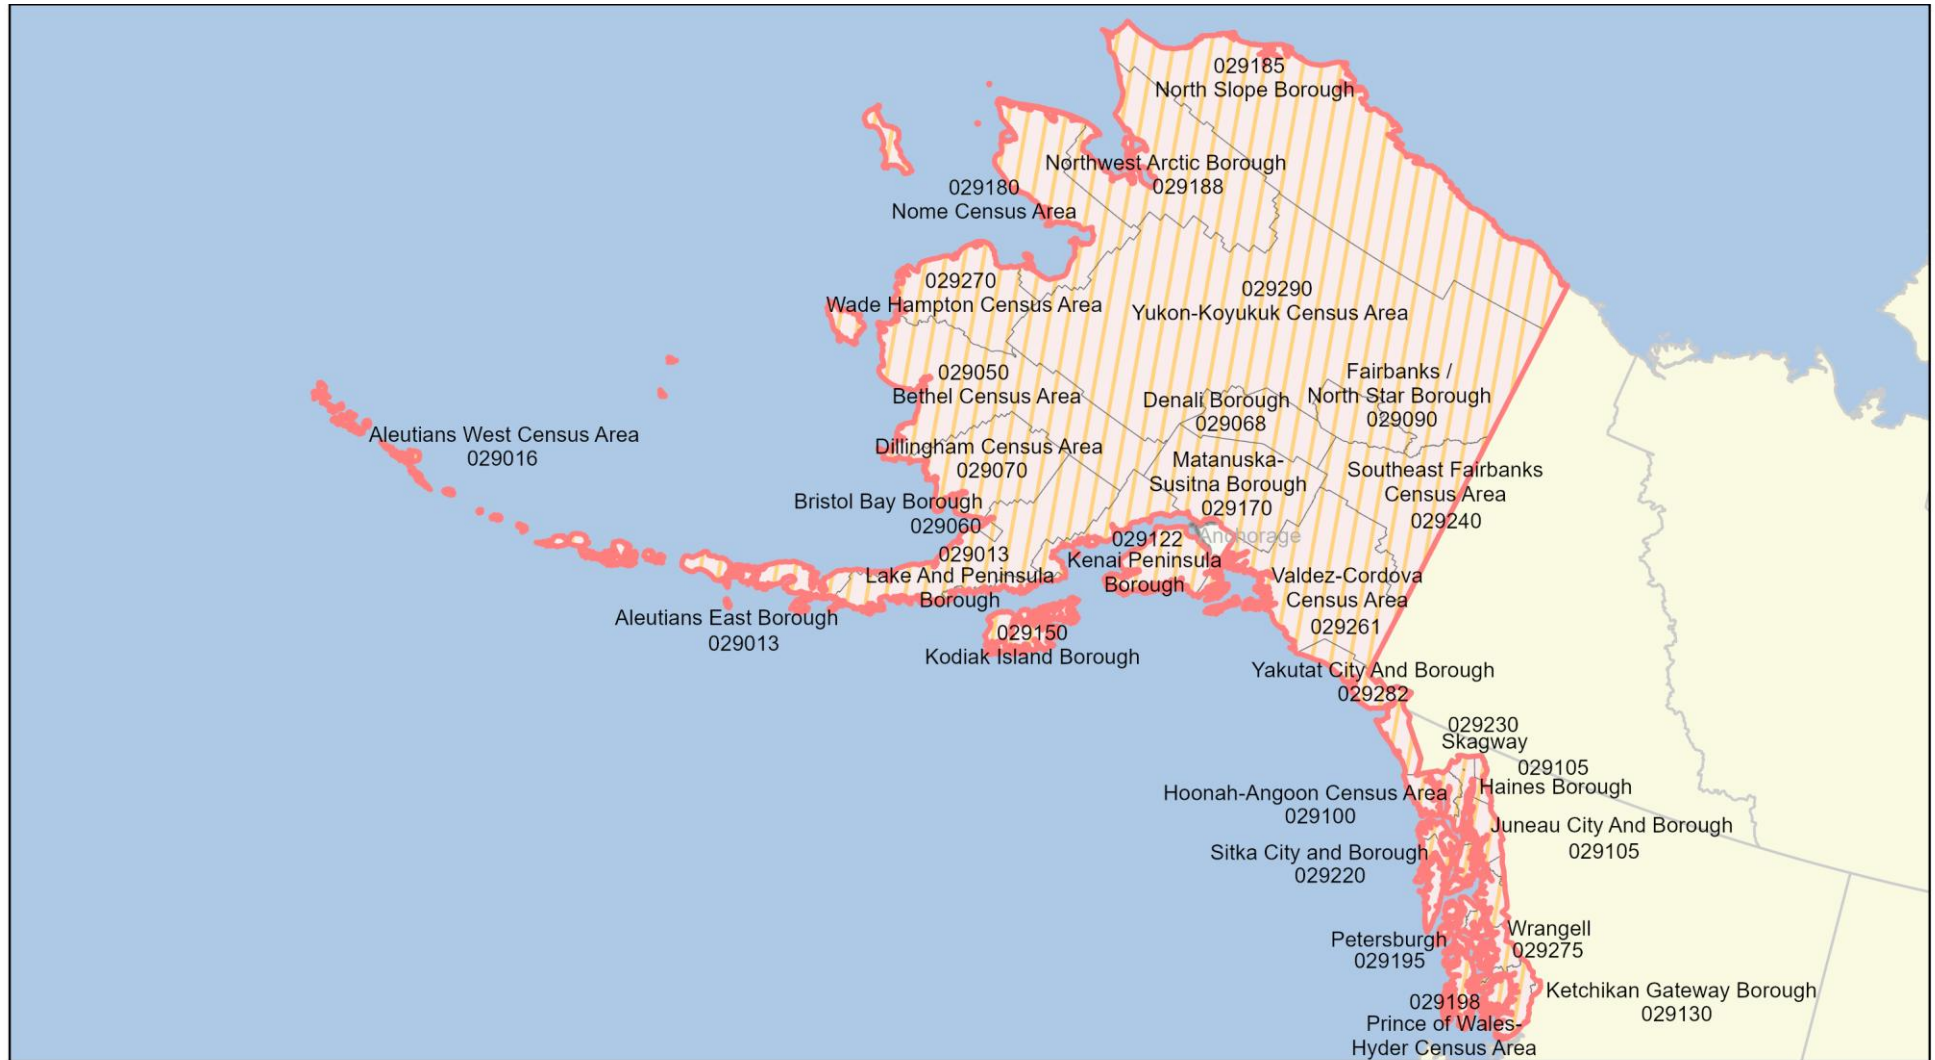 029185
North Slope Borough
Northwest Arctic Borough
029188
029180
Nome Census Area
029270
Wade Hampton Census Area
029290
Yukon-Koyukuk Census Area
029050
Bethel Census Area
Denali Borough
029068
Fairbanks /
North Star Borough
029090
Aleutians West Census Area
029016
Dillingham Census Area
029070
Matanuska-
Susitna Borough
029170
Southeast Fairbanks
Census Area
029240
Bristol Bay Borough
029060
Anchorage
029122
Kenai Peninsula
Borough
029013
Lake And Peninsula
Borough
Valdez-Cordova
Census Area
029261
Aleutians East Borough
029013
029150
Kodiak Island Borough
Yakutat City And Borough
029282
029230
Skagway
029105
Haines Borough
Hoonah-Angoon Census Area
029100
Juneau City And Borough
029105
Sitka City and Borough
029220
Petersburgh
029195
Wrangell
029275
Ketchikan Gateway Borough
029130
029198
Prince of Wales-
Hyder Census Area